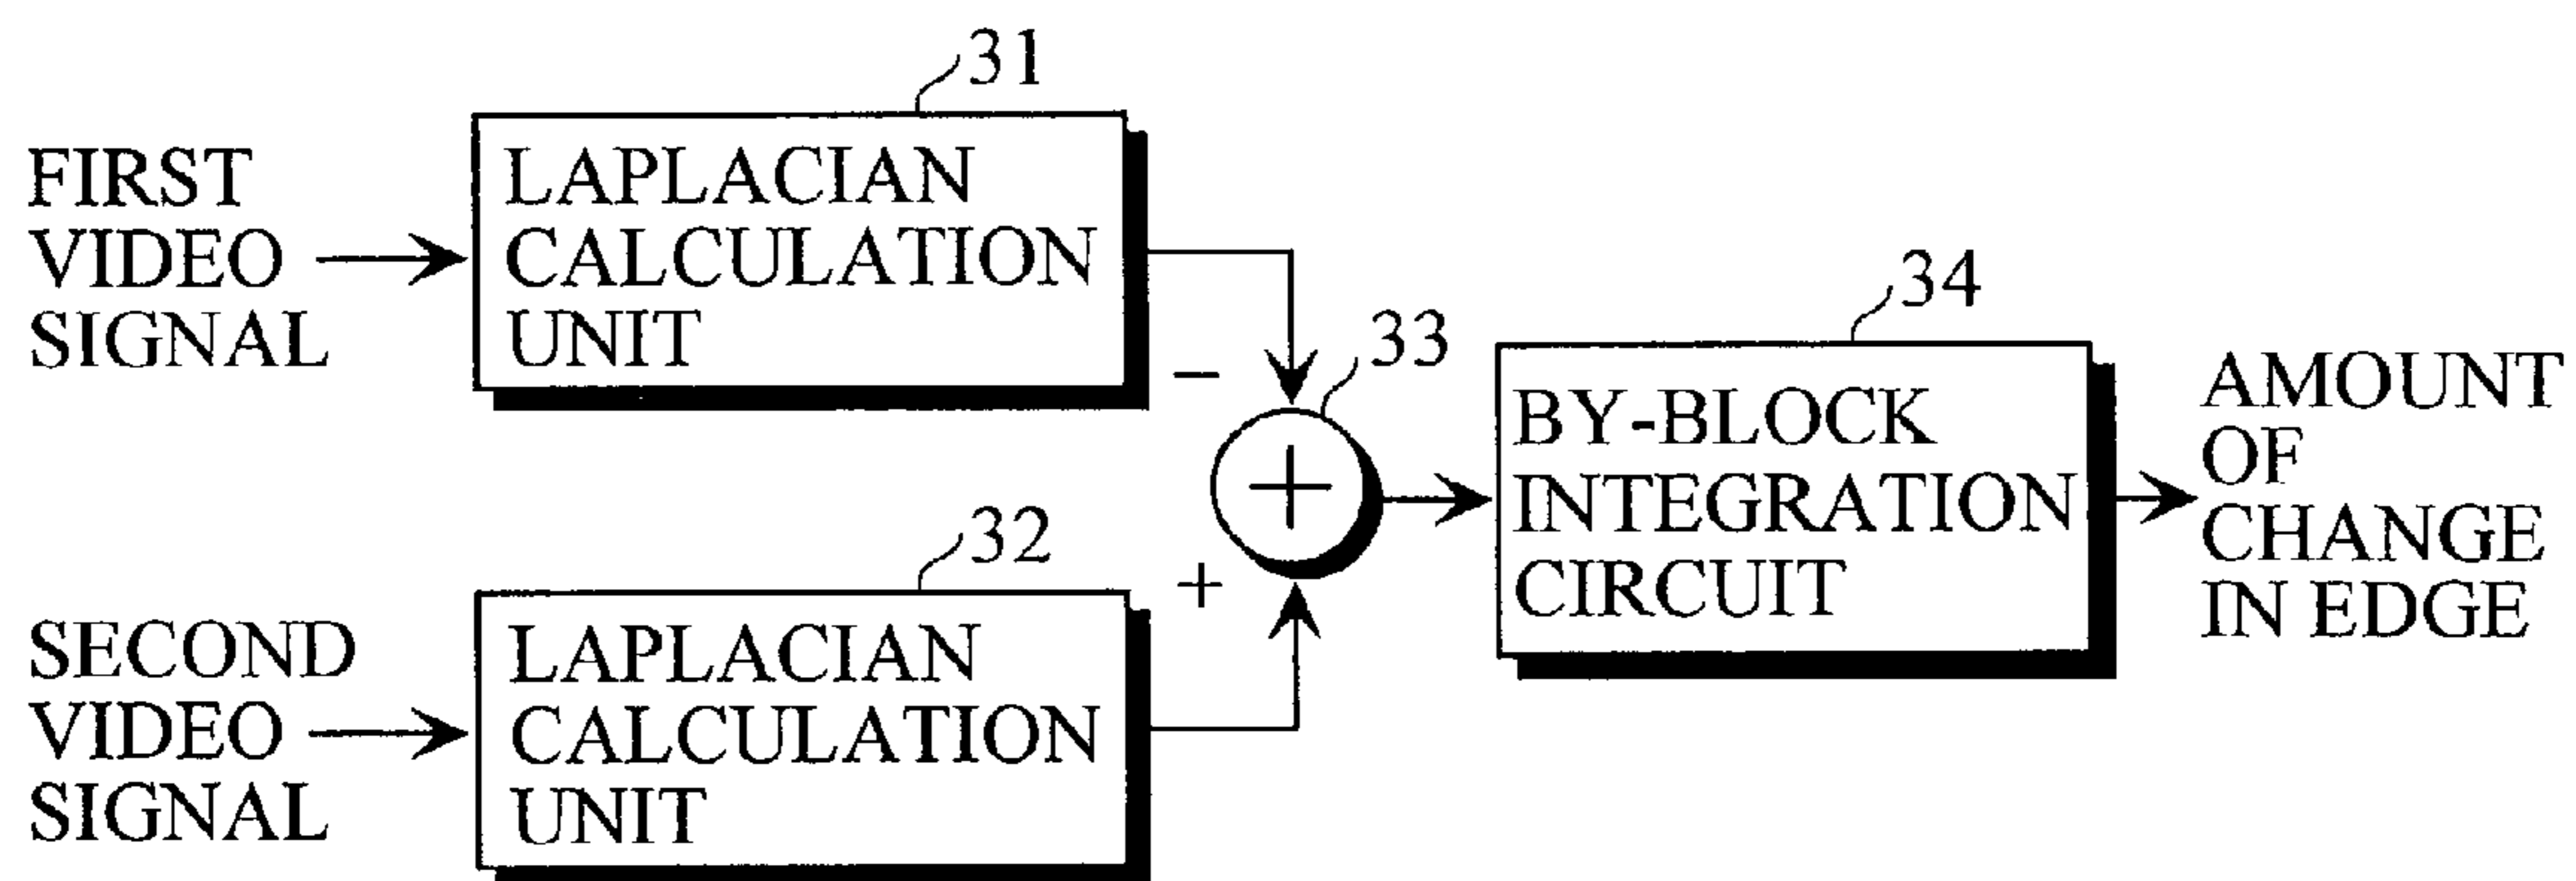 31
FIRST
VIDEO
SIGNAL
LAPLACIAN
CALCULATION
UNIT
32
SECOND
VIDEO
SIGNAL
LAPLACIAN
CALCULATION
UNIT
−
+
33
+
34
BY-BLOCK
INTEGRATION
CIRCUIT
AMOUNT
OF
CHANGE
IN EDGE